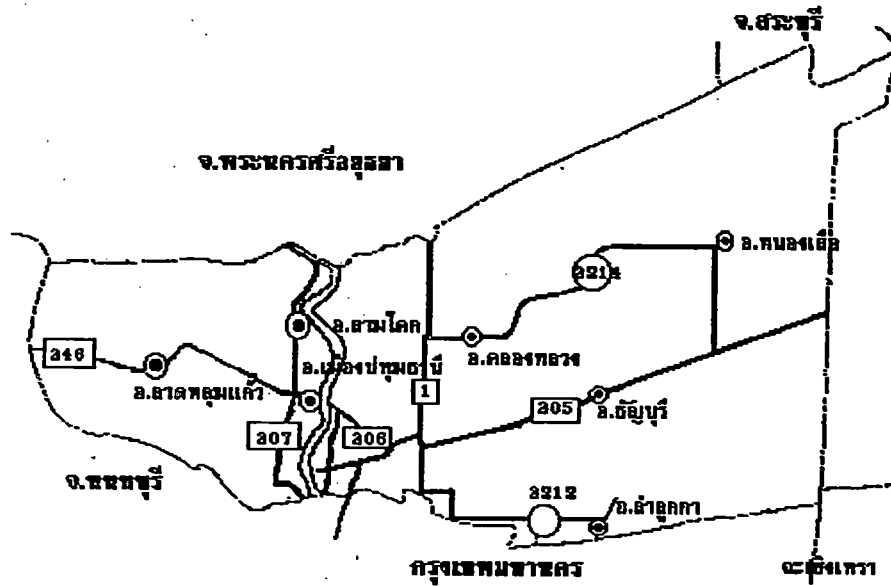 จ.สระบุรี
จ.พระนครศรีอยุธยา
อ.หนองเสือ
2214
อ.สามโคก
อ.คลองหลวง
346
อ.เมืองปทุมธานี
อ.ลาดหลุมแก้ว
1
305
อ.ธัญบุรี
307
306
จ.นนทบุรี
3312
อ.ลำลูกกา
กรุงเทพมหานคร
ฉะเชิงเทรา